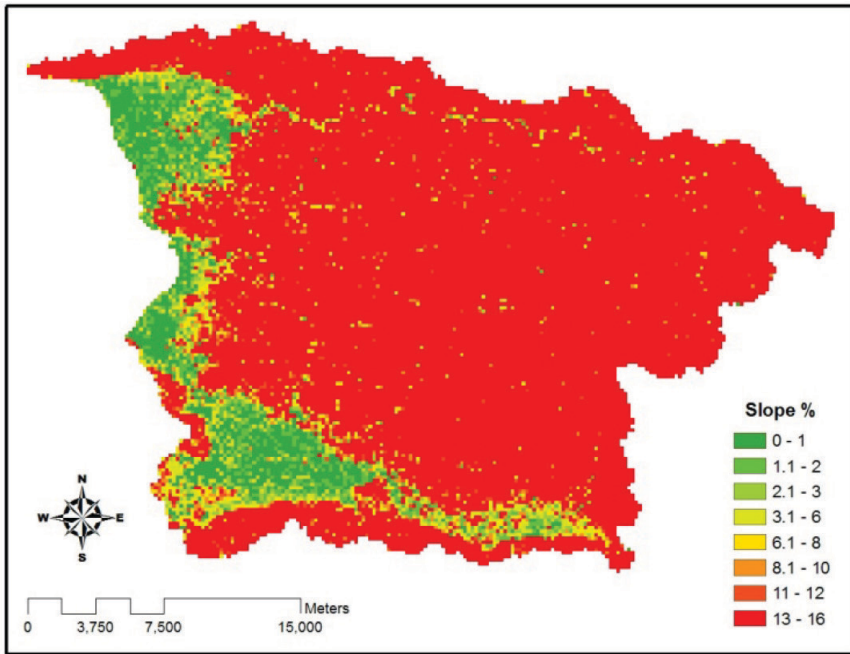 Slope %
0 - 1
1.1 - 2
2.1 - 3
3.1 - 6
6.1 - 8
8.1 - 10
11 - 12
13 - 16
N
W E
S
Meters
0 3,750 7,500 15,000